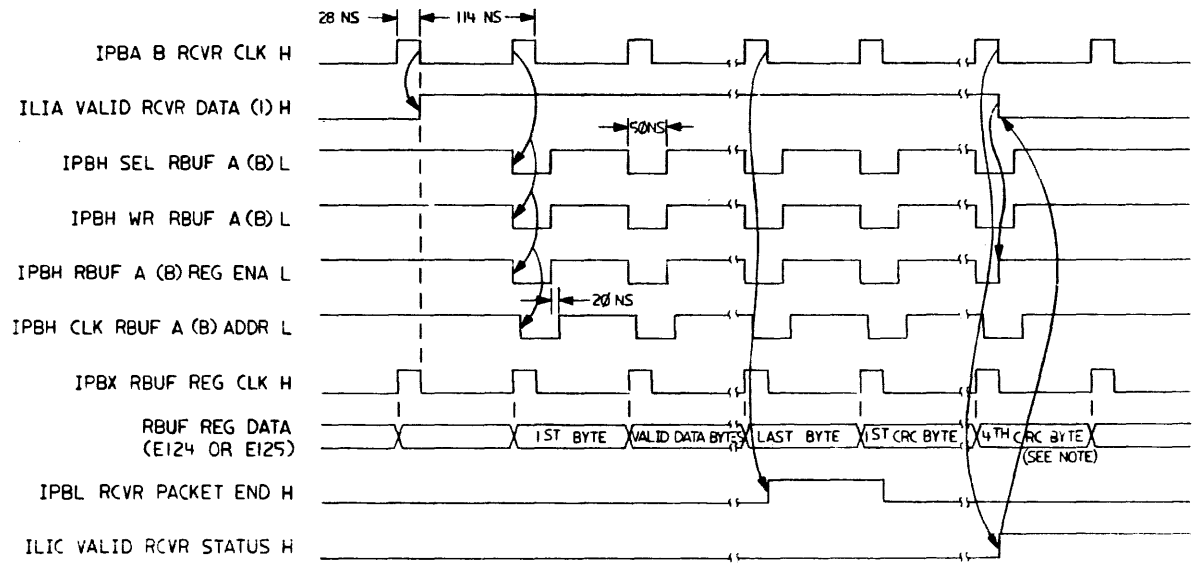 28 NS
114 NS
IPBA B RCVR CLK H
ILIA VALID RCVR DATA (1) H
50NS
IPBH SEL RBUF A (B) L
IPBH WR RBUF A (B) L
IPBH RBUF A (B) REG ENA L
20 NS
IPBH CLK RBUF A (B) ADDR L
IPBX RBUF REG CLK H
RBUF REG DATA
(E124 OR E125)
1ST BYTE
VALID DATA BYTES
LAST BYTE
1ST CRC BYTE
4TH CRC BYTE
(SEE NOTE)
IPBL RCVR PACKET END H
ILIC VALID RCVR STATUS H